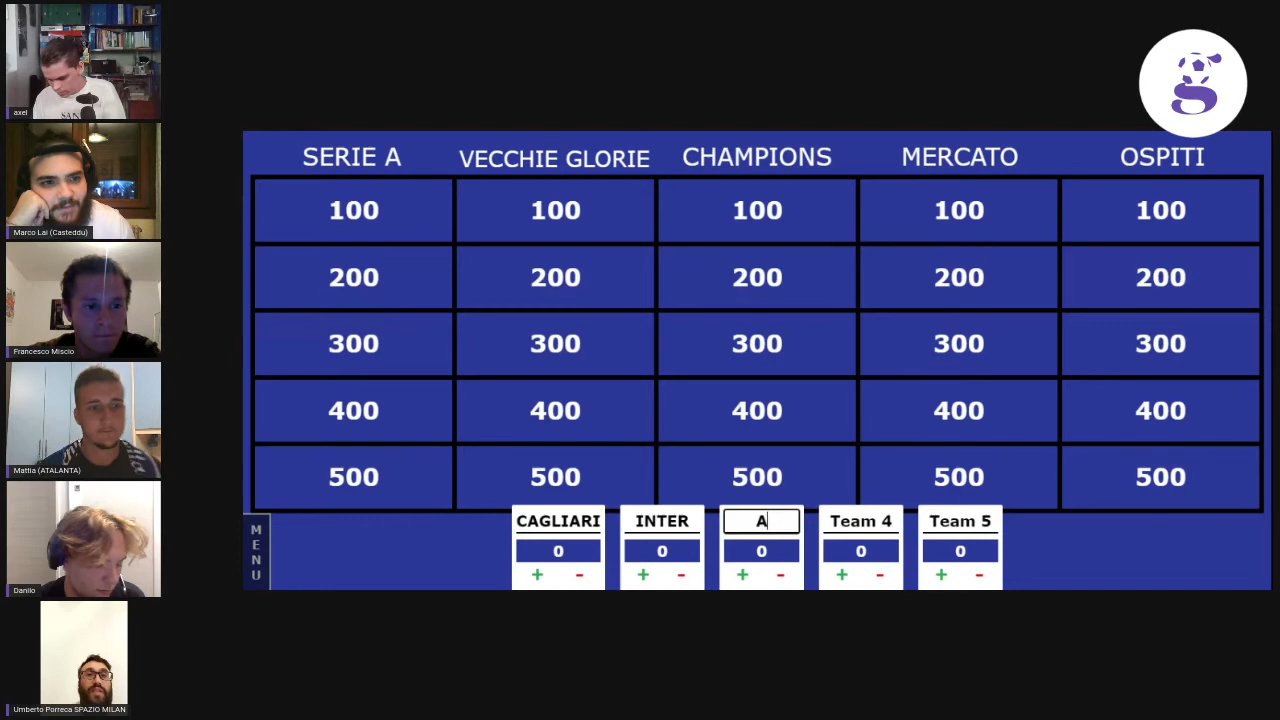 axel
Marco Lai (Casteddu)
Francesco Miscio
Mattia (ATALANTA)
Danilo
Umberto Porreca SPAZIO MILAN
SERIE A VECCHIE GLORIE CHAMPIONS MERCATO OSPITI
100 100 100 100 100
200 200 200 200 200
300 300 300 300 300
400 400 400 400 400
500 500 500 500 500
MENU
CAGLIARI INTER A Team 4 Team 5
0 0 0 0 0
+ - + - + - + - + -